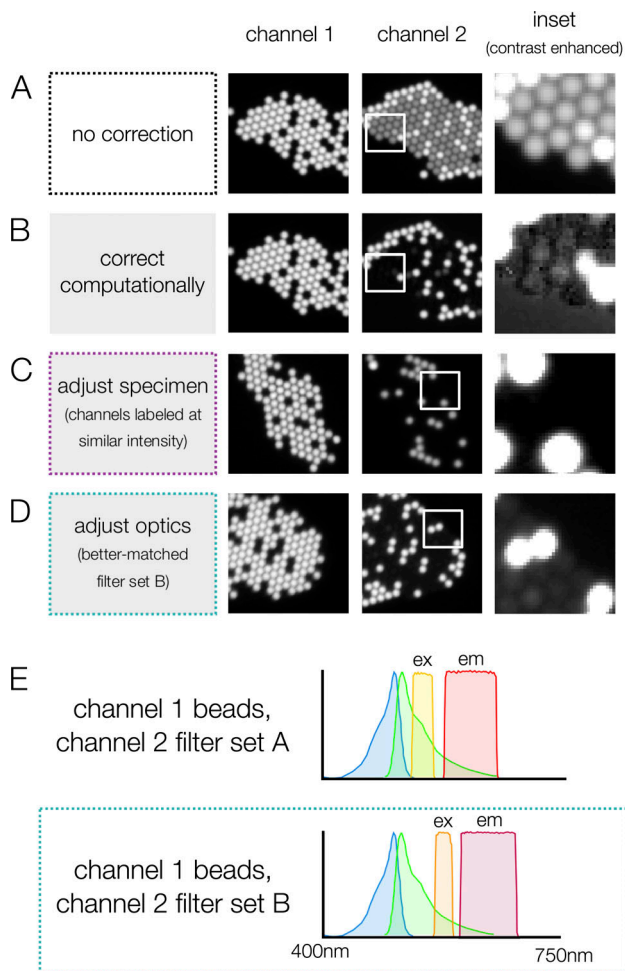 channel 1
channel 2
inset
(contrast enhanced)
A
no correction
B
correct
computationally
C
adjust specimen
(channels labeled at
similar intensity)
D
adjust optics
(better-matched
filter set B)
E
channel 1 beads,
channel 2 filter set A
ex
em
channel 1 beads,
channel 2 filter set B
ex
em
400nm
750nm